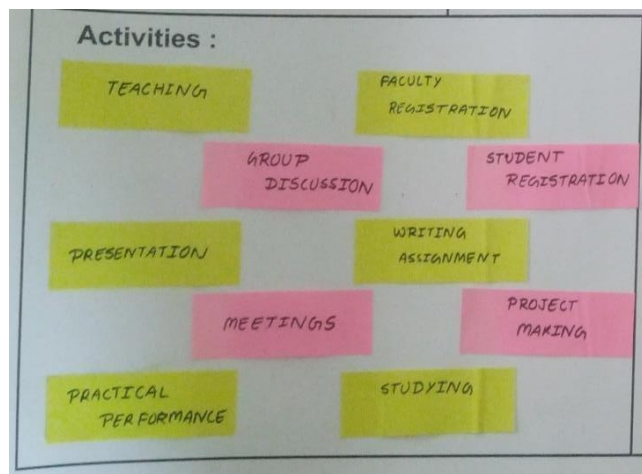 Activities :
TEACHING
FACULTY
REGISTRATION
GROUP
DISCUSSION
STUDENT
REGISTRATION
PRESENTATION
WRITING
ASSIGNMENT
MEETINGS
PROJECT
MAKING
PRACTICAL
PERFORMANCE
STUDYING